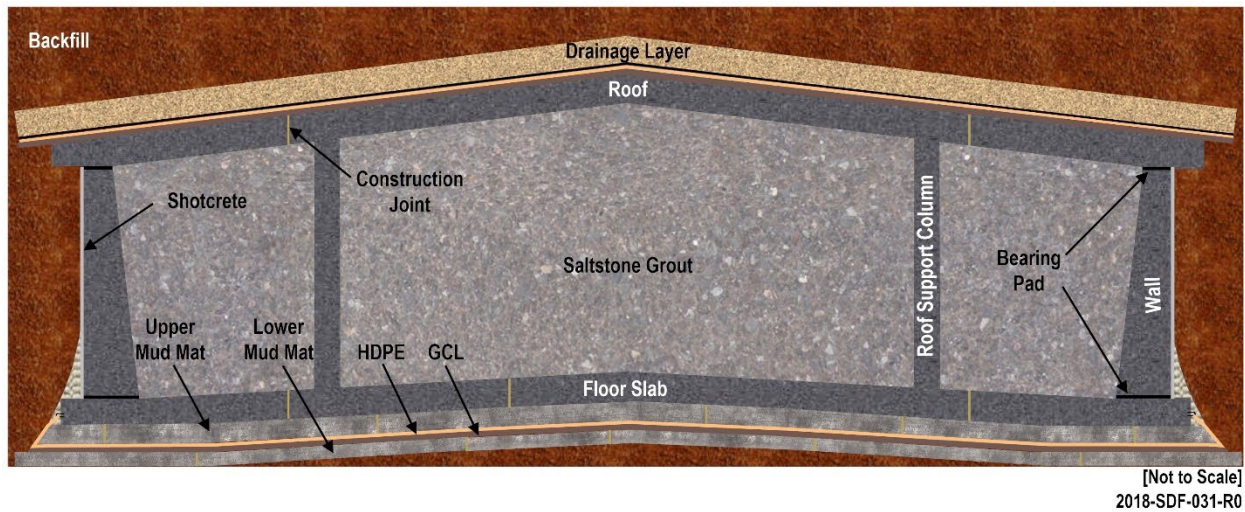 Backfill
Drainage Layer
Roof
Construction
Joint
Shotcrete
Saltstone Grout
Roof Support Column
Bearing
Pad
Wall
Upper
Mud Mat
Lower
Mud Mat
HDPE
GCL
Floor Slab
[Not to Scale]
2018-SDF-031-R0